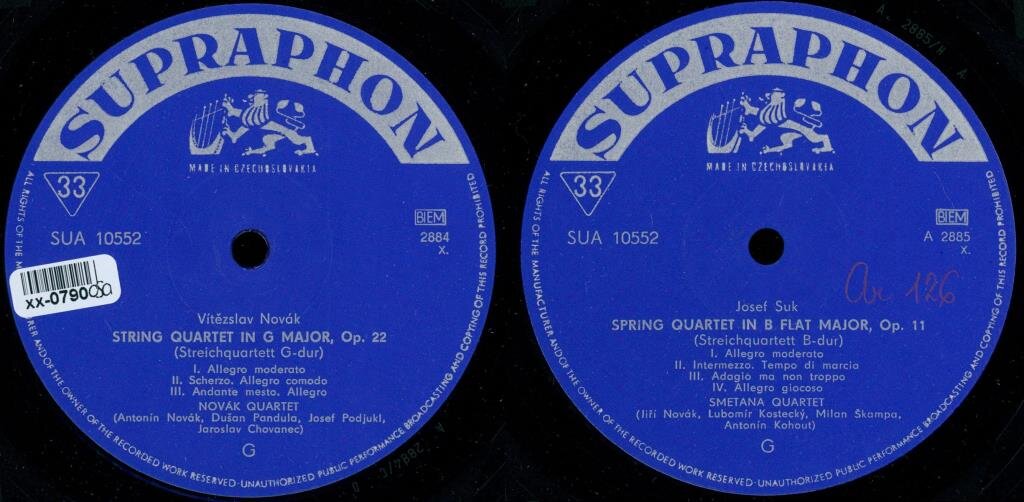 SUPRAPHON
MADE IN CZECHOSLOVAKIA
33
BIEM
SUA 10552
2884
X.
xx-0790
Vítězslav Novák
STRING QUARTET IN G MAJOR, Op. 22
(Streichquartett G-dur)
I. Allegro moderato
II. Scherzo. Allegro comodo
III. Andante mesto. Allegro
NOVÁK QUARTET
(Antonín Novák, Dušan Pandula, Josef Podjukl,
Jaroslav Chovanec)
G
ALL RIGHTS OF THE M ER AND OF THE OWNER OF THE RECORDED WORK RESERVED · UNAUTHORIZED PUBLIC PERFORMANCE BROADCASTING AND COPYING OF THIS RECORD PROHIBITED
SUPRAPHON
MADE IN CZECHOSLOVAKIA
33
BIEM
SUA 10552
A 2885
X.
126
Josef Suk
SPRING QUARTET IN B FLAT MAJOR, Op. 11
(Streichquartett B-dur)
I. Allegro moderato
II. Intermezzo. Tempo di marcia
III. Adagio ma non troppo
IV. Allegro giocoso
SMETANA QUARTET
(Jiří Novák, Lubomír Kostecký, Milan Škampa,
Antonín Kohout)
G
ALL RIGHTS OF THE MANUFACTURER AND OF THE OWNER OF THE RECORDED WORK RESERVED · UNAUTHORIZED PUBLIC PERFORMANCE BROADCASTING AND COPYING OF THIS RECORD PROHIBITED